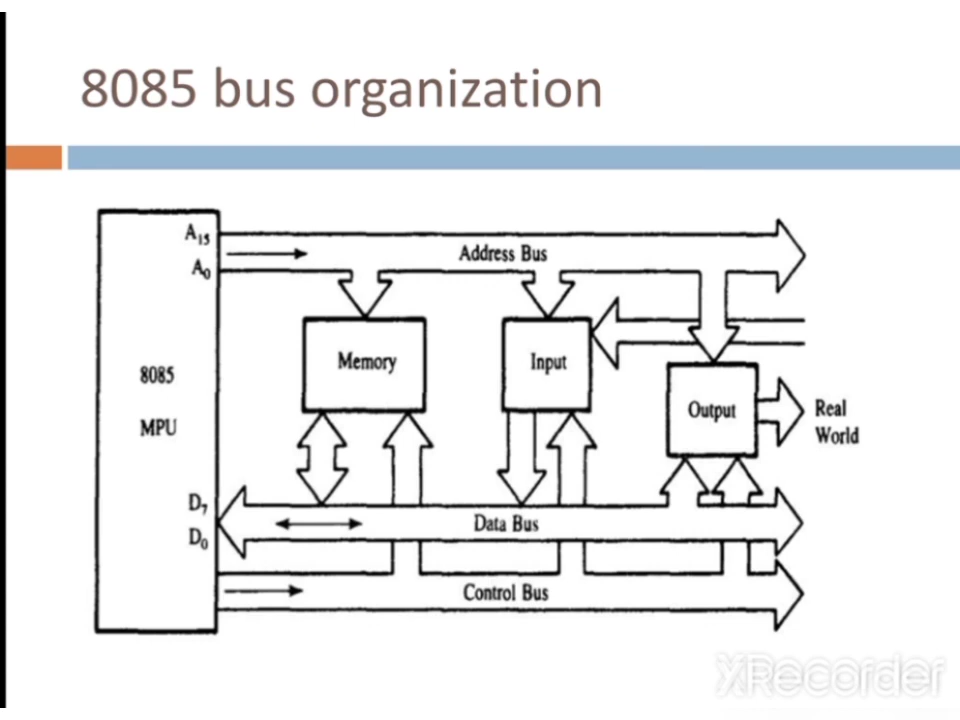 8085 bus organization
A15
Address Bus
A0
Memory
Input
8085
MPU
Output
Real
World
D7
Data Bus
D0
Control Bus
XRecorder